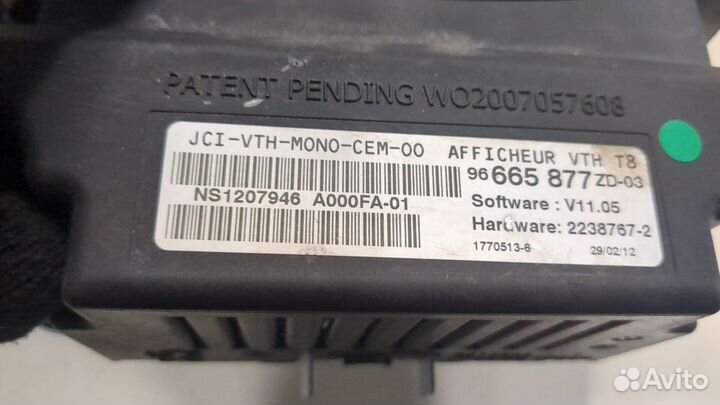 PATENT PENDING WO2007057608
JCI-VTH-MONO-CEM-00
AFFICHEUR VTH T8
96 665 877 ZD-03
NS1207946 A000FA-01
Software : V11.05
Hardware: 2238767-2
1770513-6
29/02/12
Avito